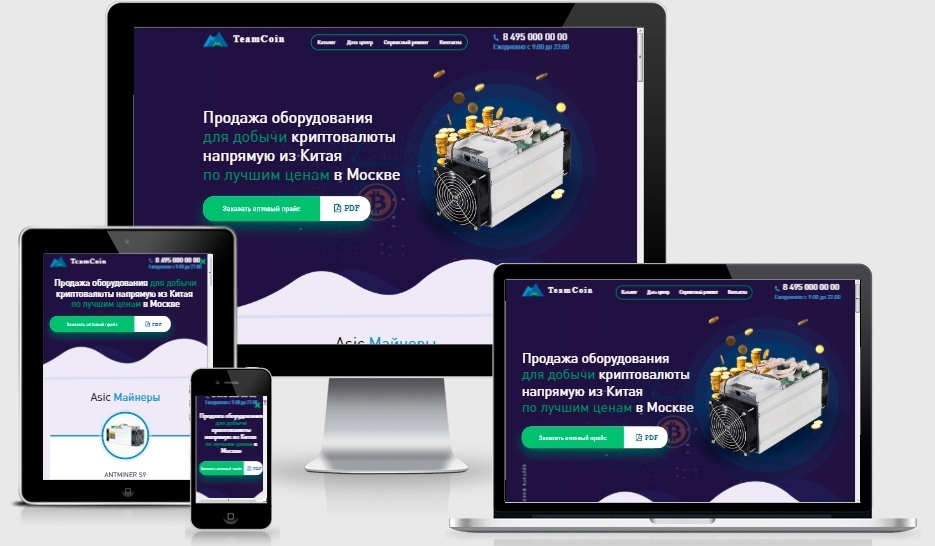 TeamCoin
Каталог Дата центр Сервисный ремонт Контакты
8 495 000 00 00
Ежедневно с 9:00 до 22:00
Продажа оборудования
для добычи криптовалюты
напрямую из Китая
по лучшим ценам в Москве
Заказать оптовый прайс
PDF
Asic Майнеры
TeamCoin
8 495 000 00 00
Ежедневно с 9:00 до 22:00
Продажа оборудования для добычи
криптовалюты напрямую из Китая
по лучшим ценам в Москве
Заказать оптовый прайс
PDF
Asic Майнеры
ANTMINER S9
Ежедневно с 9:00 до 22:00
Продажа оборудования
для добычи
криптовалюты
напрямую из Китая
по лучшим ценам в
Москве
Заказать оптовый прайс
PDF
TeamCoin
Каталог Дата центр Сервисный ремонт Контакты
8 495 000 00 00
Ежедневно с 9:00 до 22:00
Продажа оборудования
для добычи криптовалюты
напрямую из Китая
по лучшим ценам в Москве
Заказать оптовый прайс
PDF